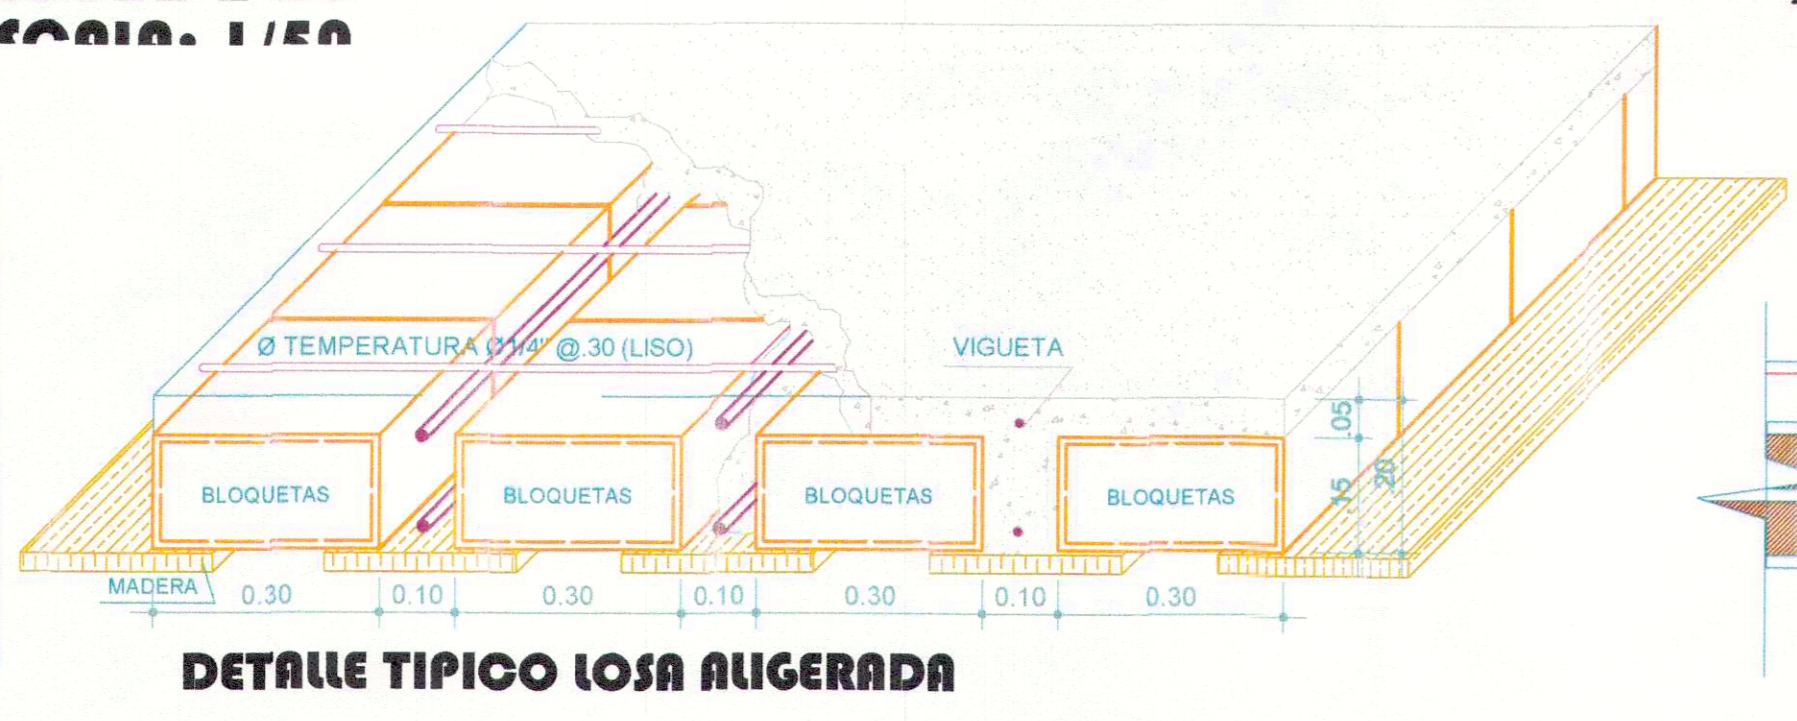 Ø TEMPERATURA Ø1/4" @.30 (LISO)
VIGUETA
.05
15
20
BLOQUETAS BLOQUETAS BLOQUETAS BLOQUETAS
MADERA
0.30 0.10 0.30 0.10 0.30 0.10 0.30
DETALLE TIPICO LOSA ALIGERADA